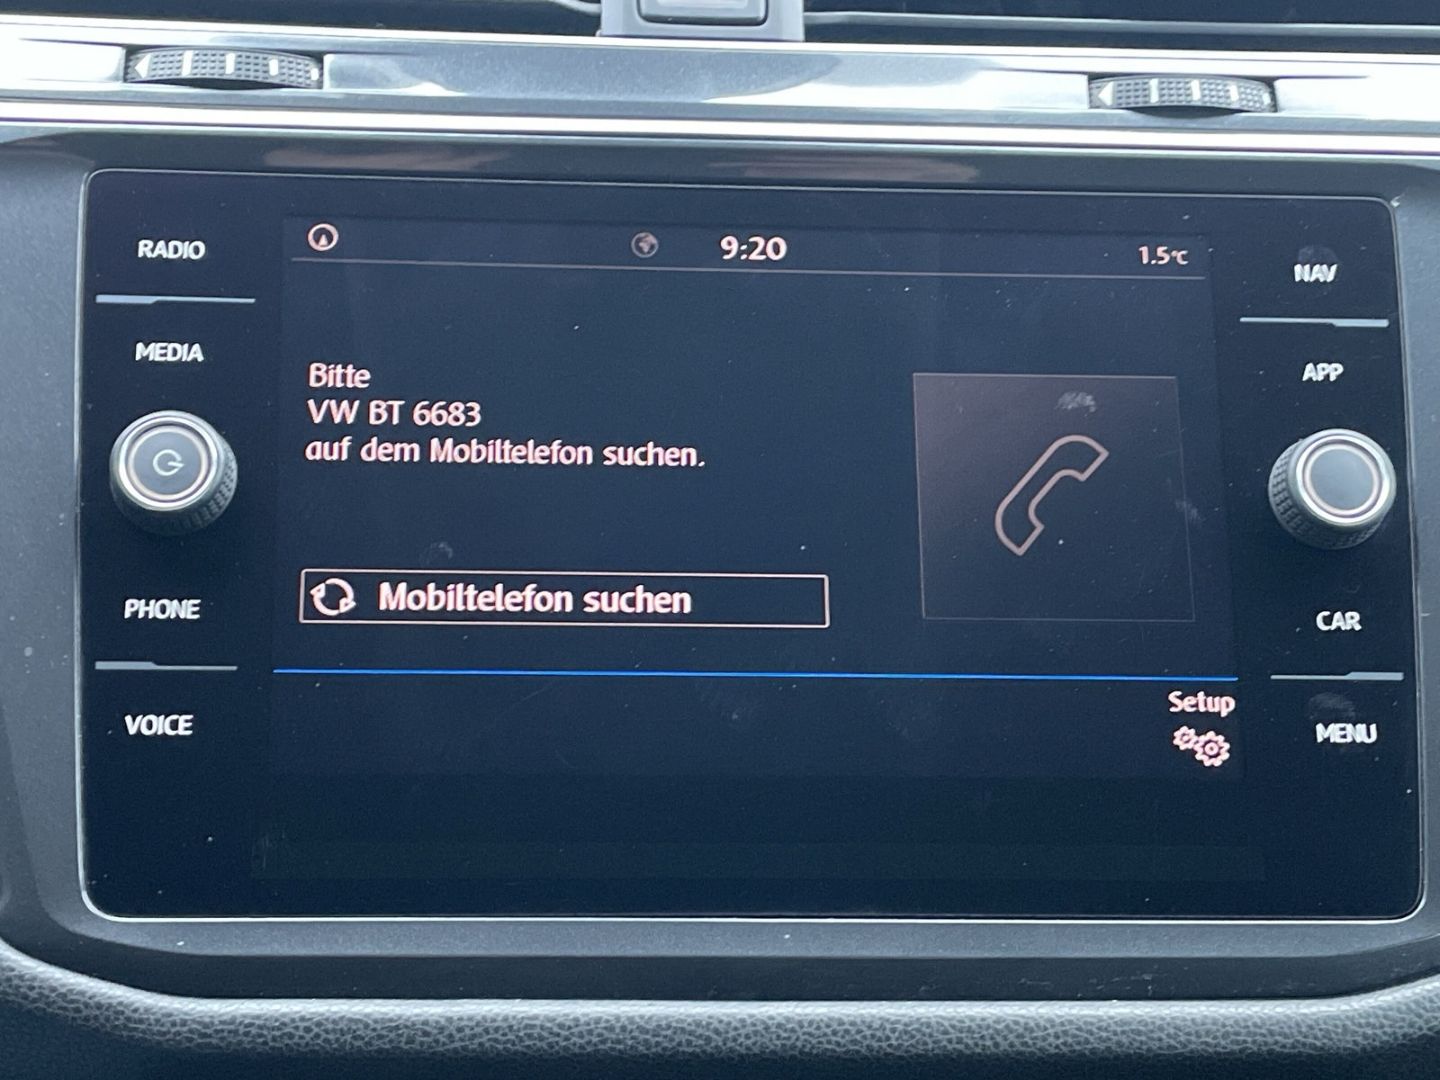 RADIO
MEDIA
PHONE
VOICE
9:20
1.5°C
Bitte
VW BT 6683
auf dem Mobiltelefon suchen.
Mobiltelefon suchen
Setup
NAV
APP
CAR
MENU